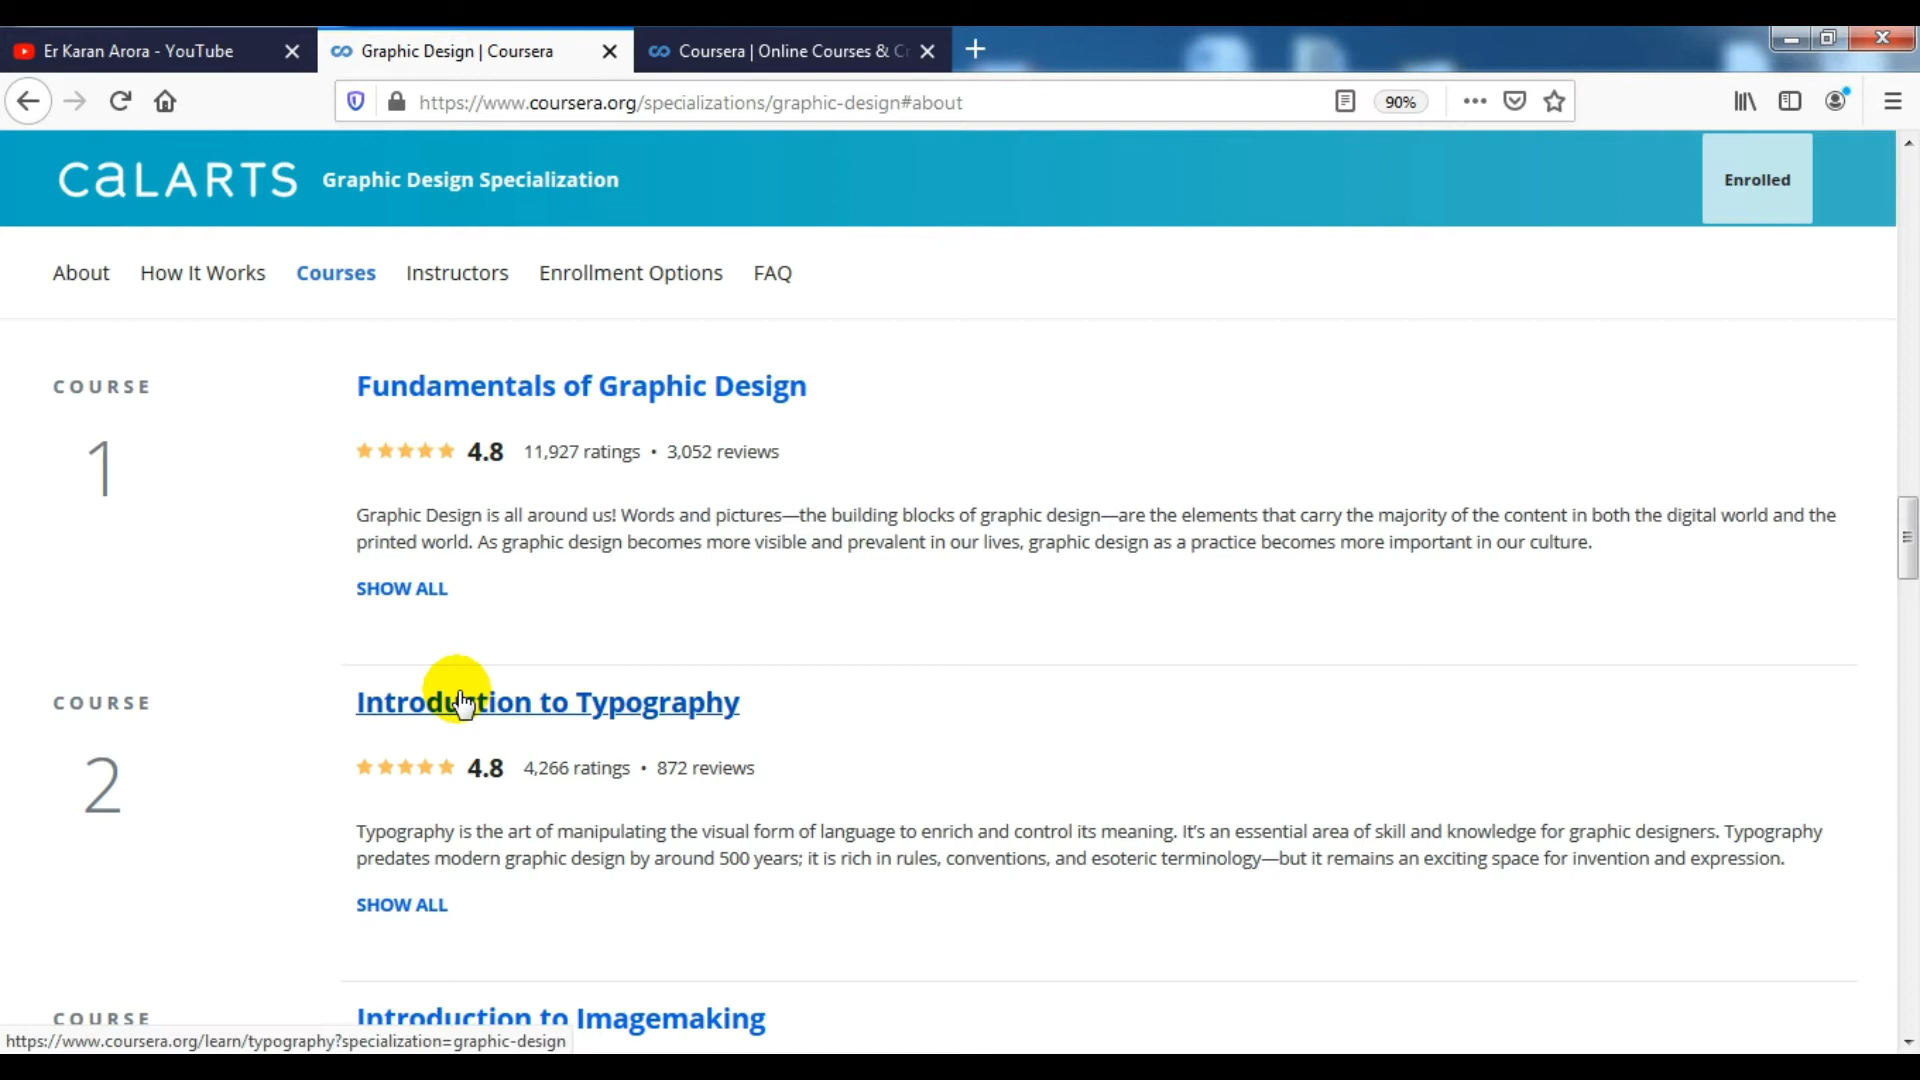 Er Karan Arora - YouTube
Graphic Design | Coursera
Coursera | Online Courses & C
https://www.coursera.org/specializations/graphic-design#about
90%
CALARTS
Graphic Design Specialization
Enrolled
About
How It Works
Courses
Instructors
Enrollment Options
FAQ
COURSE
1
Fundamentals of Graphic Design
4.8
11,927 ratings • 3,052 reviews
Graphic Design is all around us! Words and pictures—the building blocks of graphic design—are the elements that carry the majority of the content in both the digital world and the
printed world. As graphic design becomes more visible and prevalent in our lives, graphic design as a practice becomes more important in our culture.
SHOW ALL
COURSE
2
Introduction to Typography
4.8
4,266 ratings • 872 reviews
Typography is the art of manipulating the visual form of language to enrich and control its meaning. It's an essential area of skill and knowledge for graphic designers. Typography
predates modern graphic design by around 500 years; it is rich in rules, conventions, and esoteric terminology—but it remains an exciting space for invention and expression.
SHOW ALL
COURSE
Introduction to Imagemaking
https://www.coursera.org/learn/typography?specialization=graphic-design